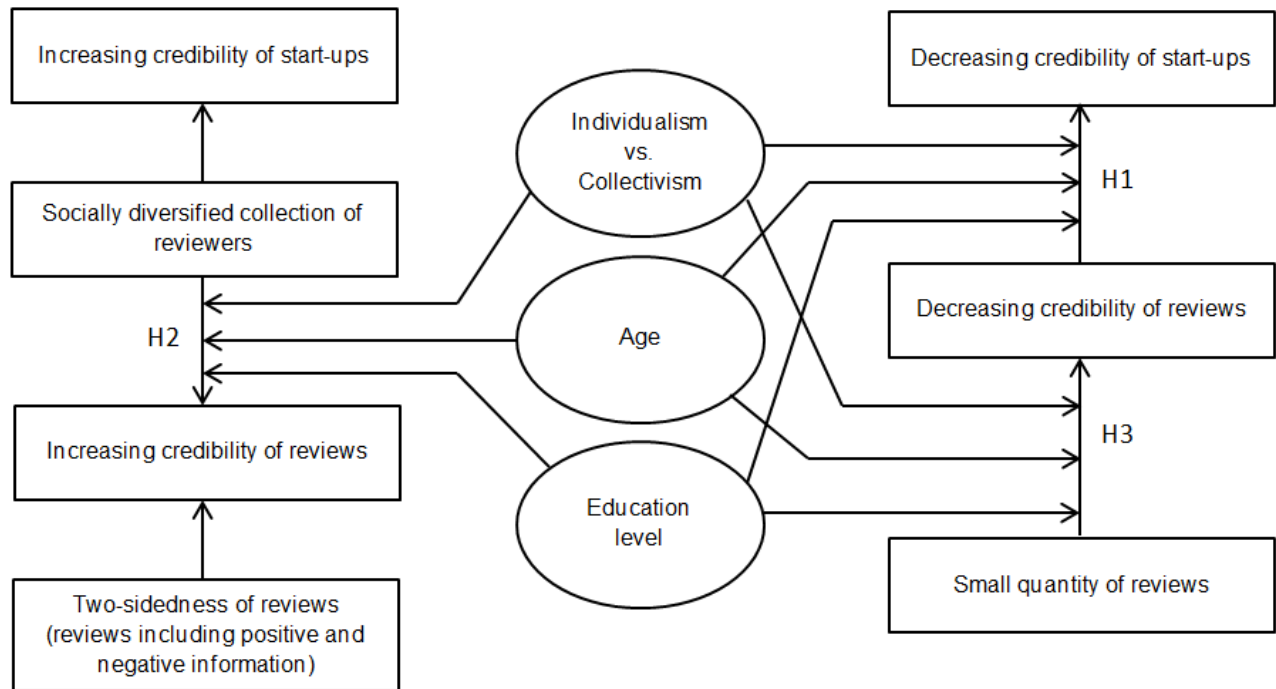 Increasing credibility of start-ups
Socially diversified collection of
reviewers
H2
Increasing credibility of reviews
Two-sidedness of reviews
(reviews including positive and
negative information)
Individualism
vs.
Collectivism
Age
Education
level
Decreasing credibility of start-ups
H1
Decreasing credibility of reviews
H3
Small quantity of reviews